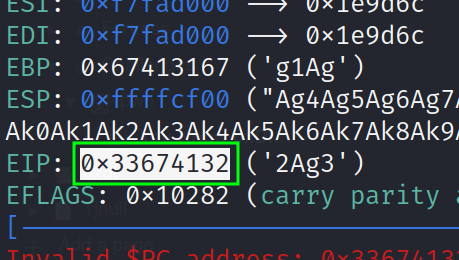 ESI: 0×f7fad000 —> 0×1e9d6c
EDI: 0×f7fad000 —> 0×1e9d6c
EBP: 0×67413167 ('g1Ag')
ESP: 0×ffffcf00 ("Ag4Ag5Ag6Ag7A
Ak0Ak1Ak2Ak3Ak4Ak5Ak6Ak7Ak8Ak9A
EIP: 0×33674132 ('2Ag3')
EFLAGS: 0×10282 (carry parity a
[
Invalid $PC address: 0×33674132